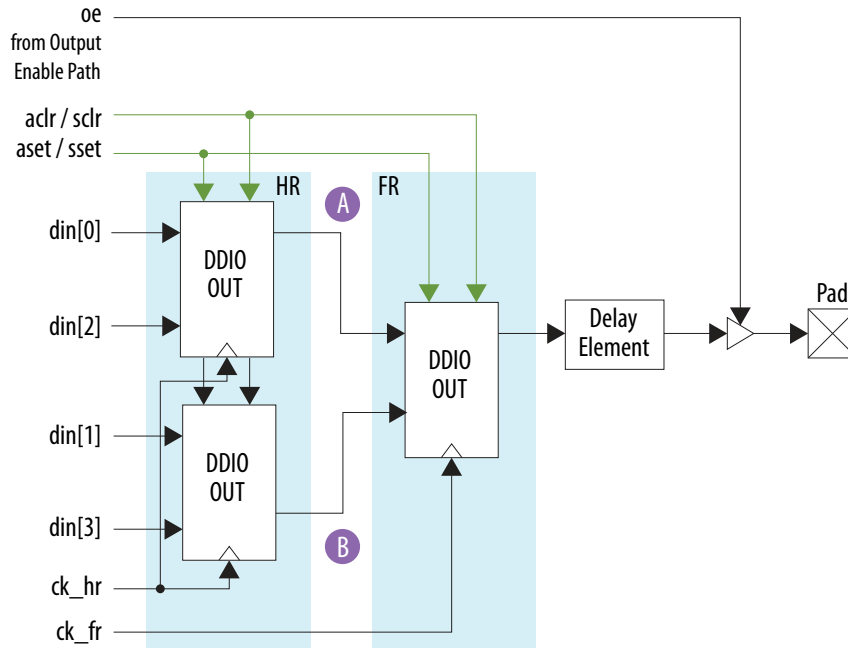 oe
from Output
Enable Path
aclr / sclr
aset / sset
HR
FR
A
din[0]
DDIO
OUT
din[2]
Pad
Delay
Element
DDIO
OUT
din[1]
DDIO
OUT
din[3]
B
ck_hr
ck_fr